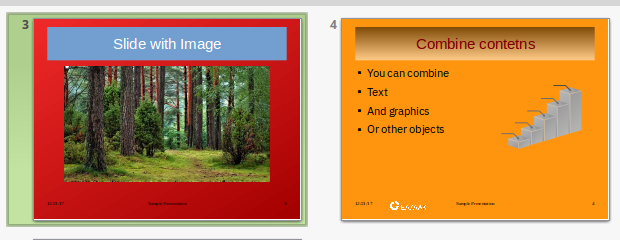 3
Slide with Image
Sample Presentation
4
Combine contetns
You can combine
Text
And graphics
Or other objects
Sample Presentation
4